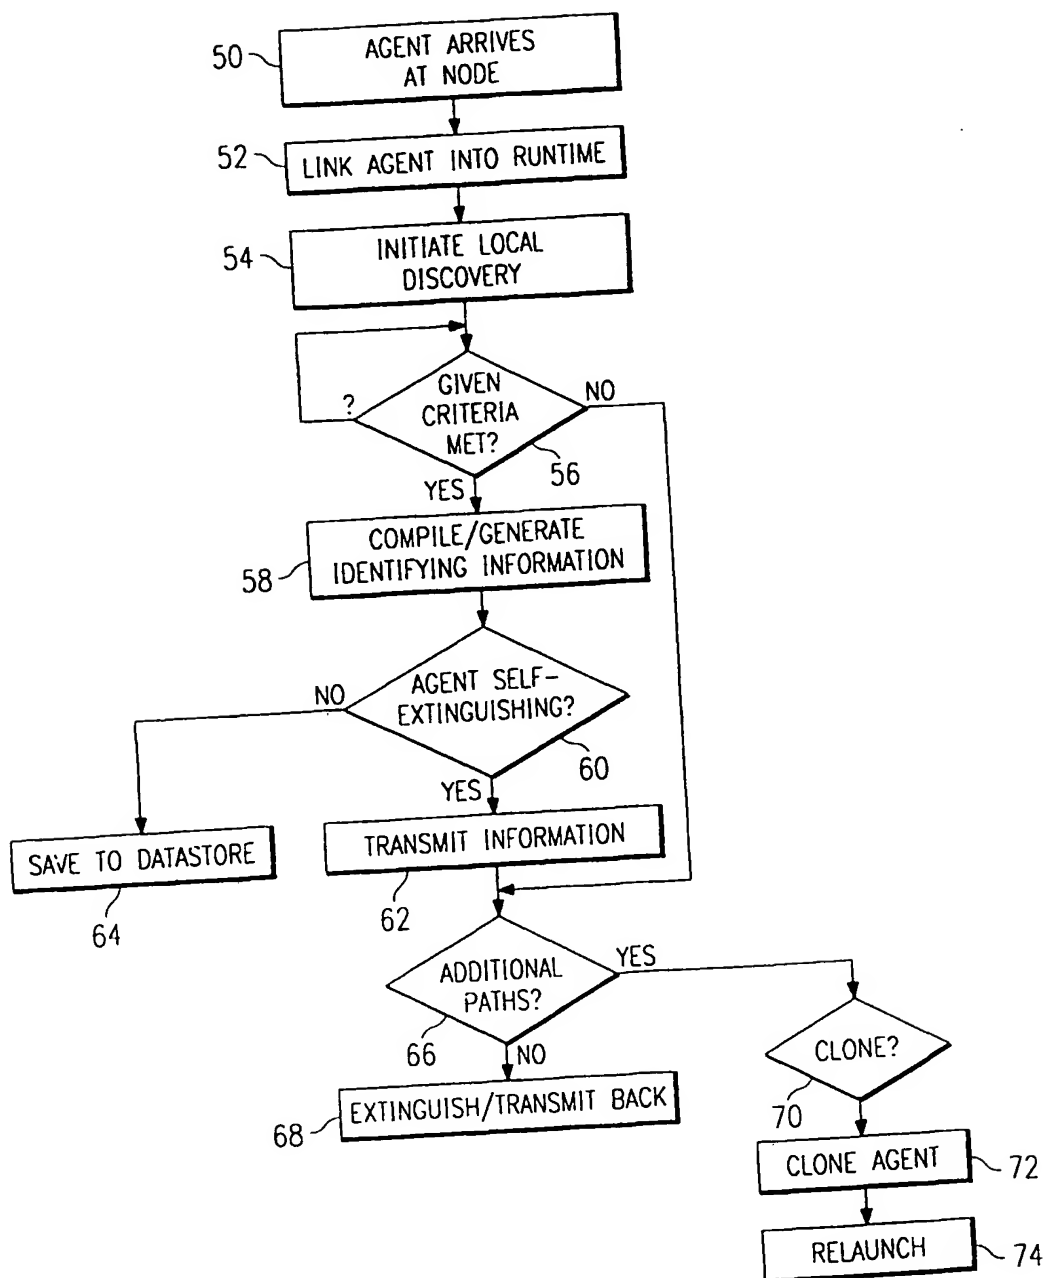 50
AGENT ARRIVES
AT NODE
52
LINK AGENT INTO RUNTIME
54
INITIATE LOCAL
DISCOVERY
?
GIVEN
CRITERIA
MET?
NO
56
YES
58
COMPILE/GENERATE
IDENTIFYING INFORMATION
NO
AGENT SELF-
EXTINGUISHING?
60
YES
SAVE TO DATASTORE
64
TRANSMIT INFORMATION
62
ADDITIONAL
PATHS?
YES
66
NO
CLONE?
70
68
EXTINGUISH/TRANSMIT BACK
CLONE AGENT
72
RELAUNCH
74